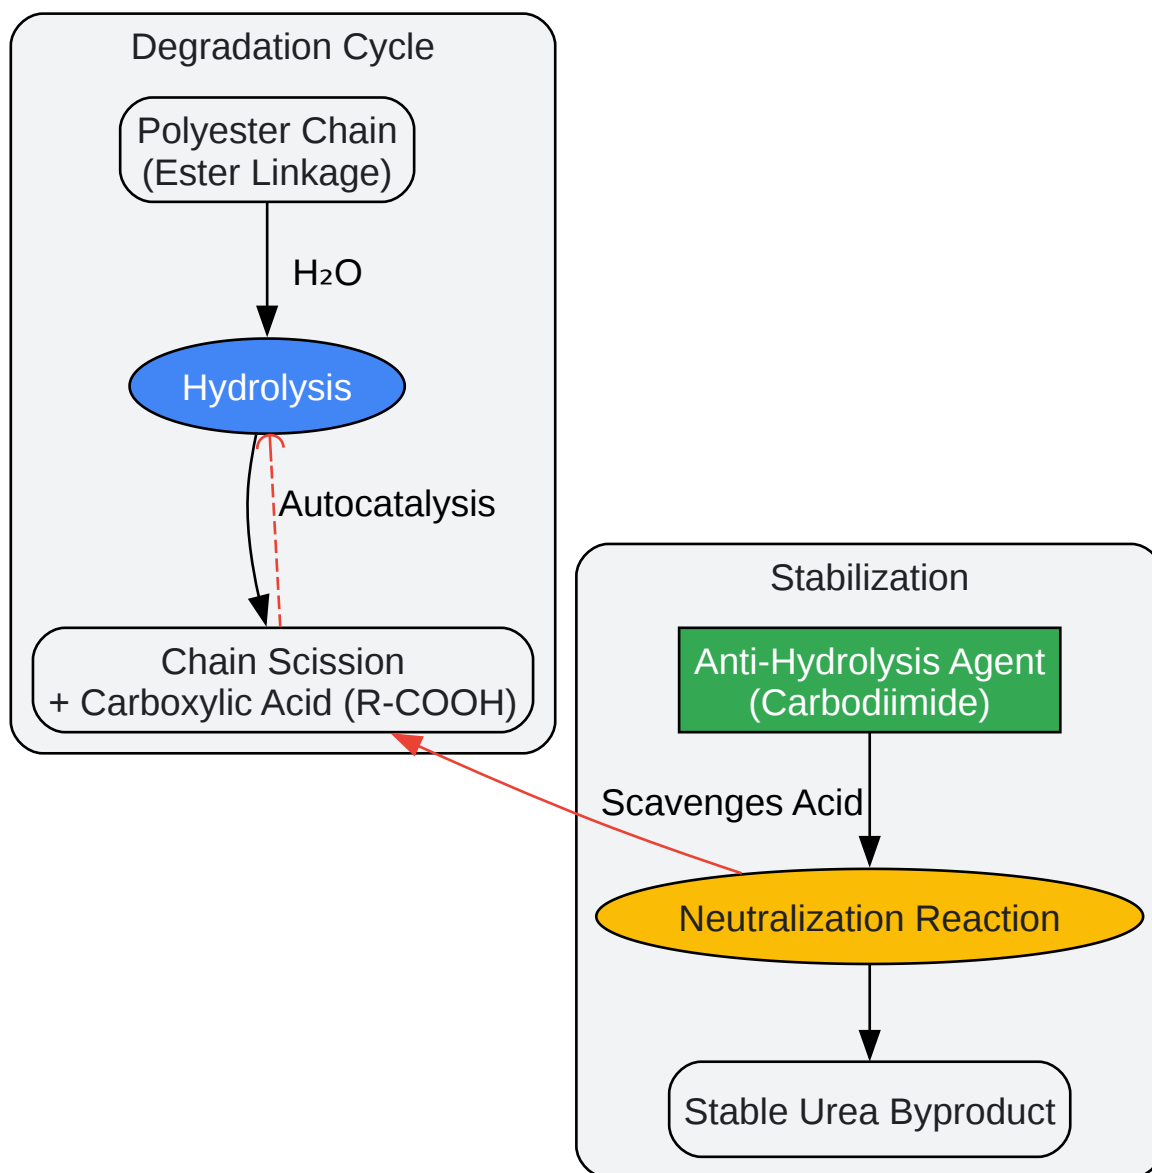 Degradation Cycle
Polyester Chain
(Ester Linkage)
H₂O
Hydrolysis
Autocatalysis
Chain Scission
+ Carboxylic Acid (R-COOH)
Stabilization
Anti-Hydrolysis Agent
(Carbodiimide)
Scavenges Acid
Neutralization Reaction
Stable Urea Byproduct